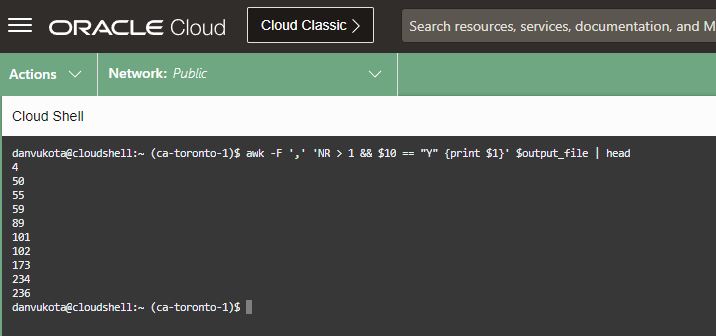 ORACLE Cloud
Cloud Classic >
Search resources, services, documentation, and M
Actions
Network: Public
Cloud Shell
danvukota@cloudshell:~ (ca-toronto-1)$ awk -F ',' 'NR > 1 && $10 == "Y" {print $1}' $output_file | head
4
50
55
59
89
101
102
173
234
236
danvukota@cloudshell:~ (ca-toronto-1)$